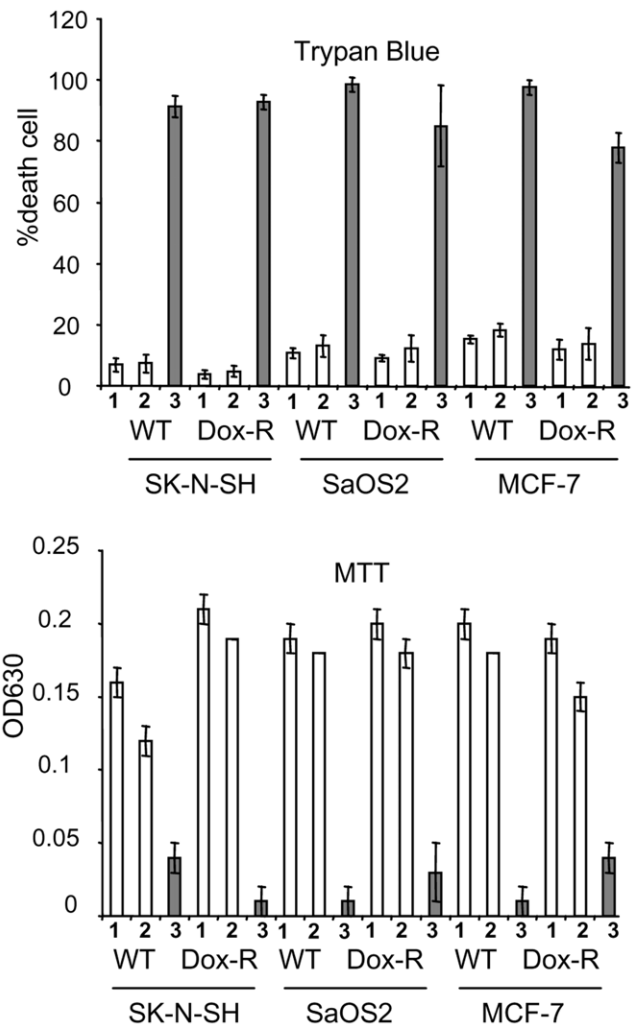 120
Trypan Blue
100
80
60
40
20
0
%death cell
1 2 3 1 2 3 1 2 3 1 2 3 1 2 3 1 2 3
WT Dox-R WT Dox-R WT Dox-R
SK-N-SH SaOS2 MCF-7
0.25
MTT
0.2
0.15
0.1
0.05
0
OD630
1 2 3 1 2 3 1 2 3 1 2 3 1 2 3 1 2 3
WT Dox-R WT Dox-R WT Dox-R
SK-N-SH SaOS2 MCF-7